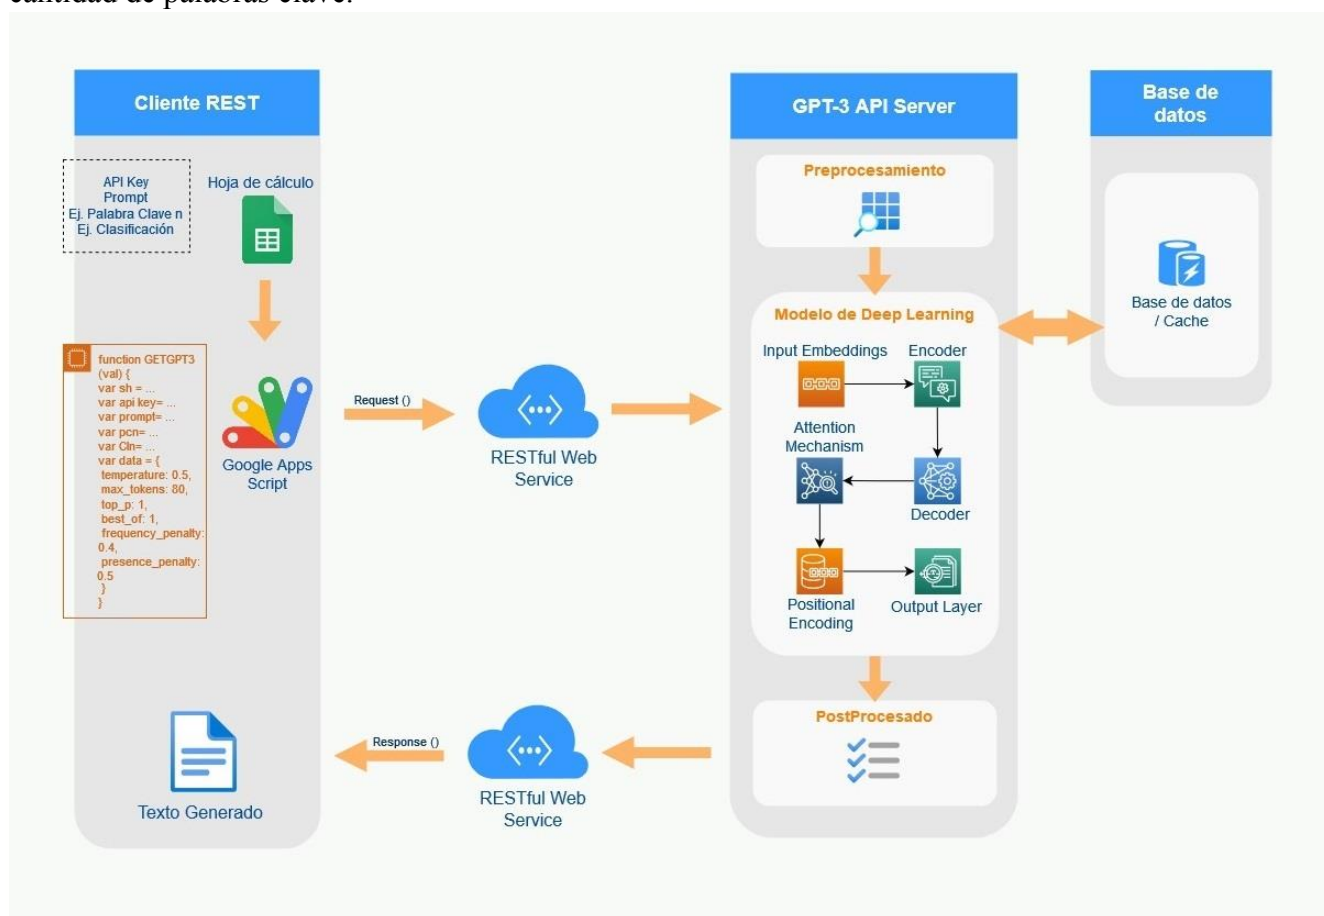 cantidad de palabras clave.
Cliente REST
API Key
Prompt
Ej. Palabra Clave n
Ej. Clasificación
Hoja de cálculo
function GETGPT3
(val) {
var sh = ...
var api key= ...
var prompt= ...
var pcn= ...
var Cln= ...
var data = {
temperature: 0.5,
max_tokens: 80,
top_p: 1,
best_of: 1,
frequency_penalty:
0.4,
presence_penalty:
0.5
}
}
Google Apps
Script
Request ()
RESTful Web
Service
GPT-3 API Server
Preprocesamiento
Modelo de Deep Learning
Input Embeddings
Encoder
Attention
Mechanism
Decoder
Positional
Encoding
Output Layer
PostProcesado
Base de
datos
Base de datos
/ Cache
RESTful Web
Service
Response ()
Texto Generado